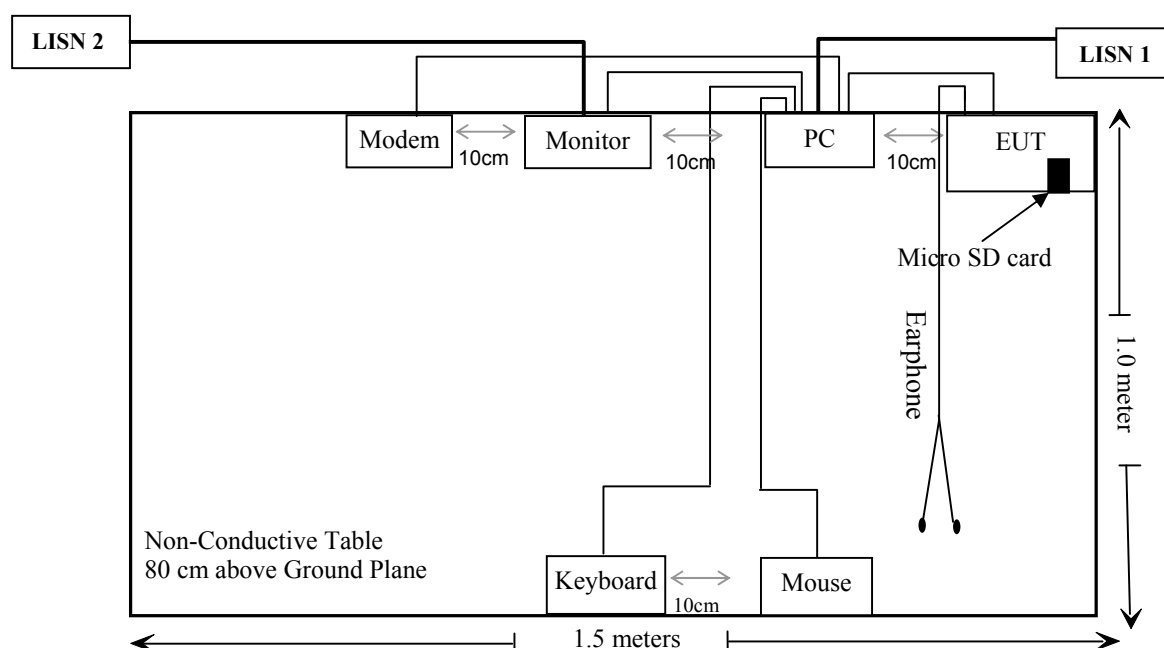 LISN 2
LISN 1
Modem
10cm
Monitor
10cm
PC
10cm
EUT
Micro SD card
Earphone
1.0 meter
Non-Conductive Table
80 cm above Ground Plane
Keyboard
10cm
Mouse
1.5 meters